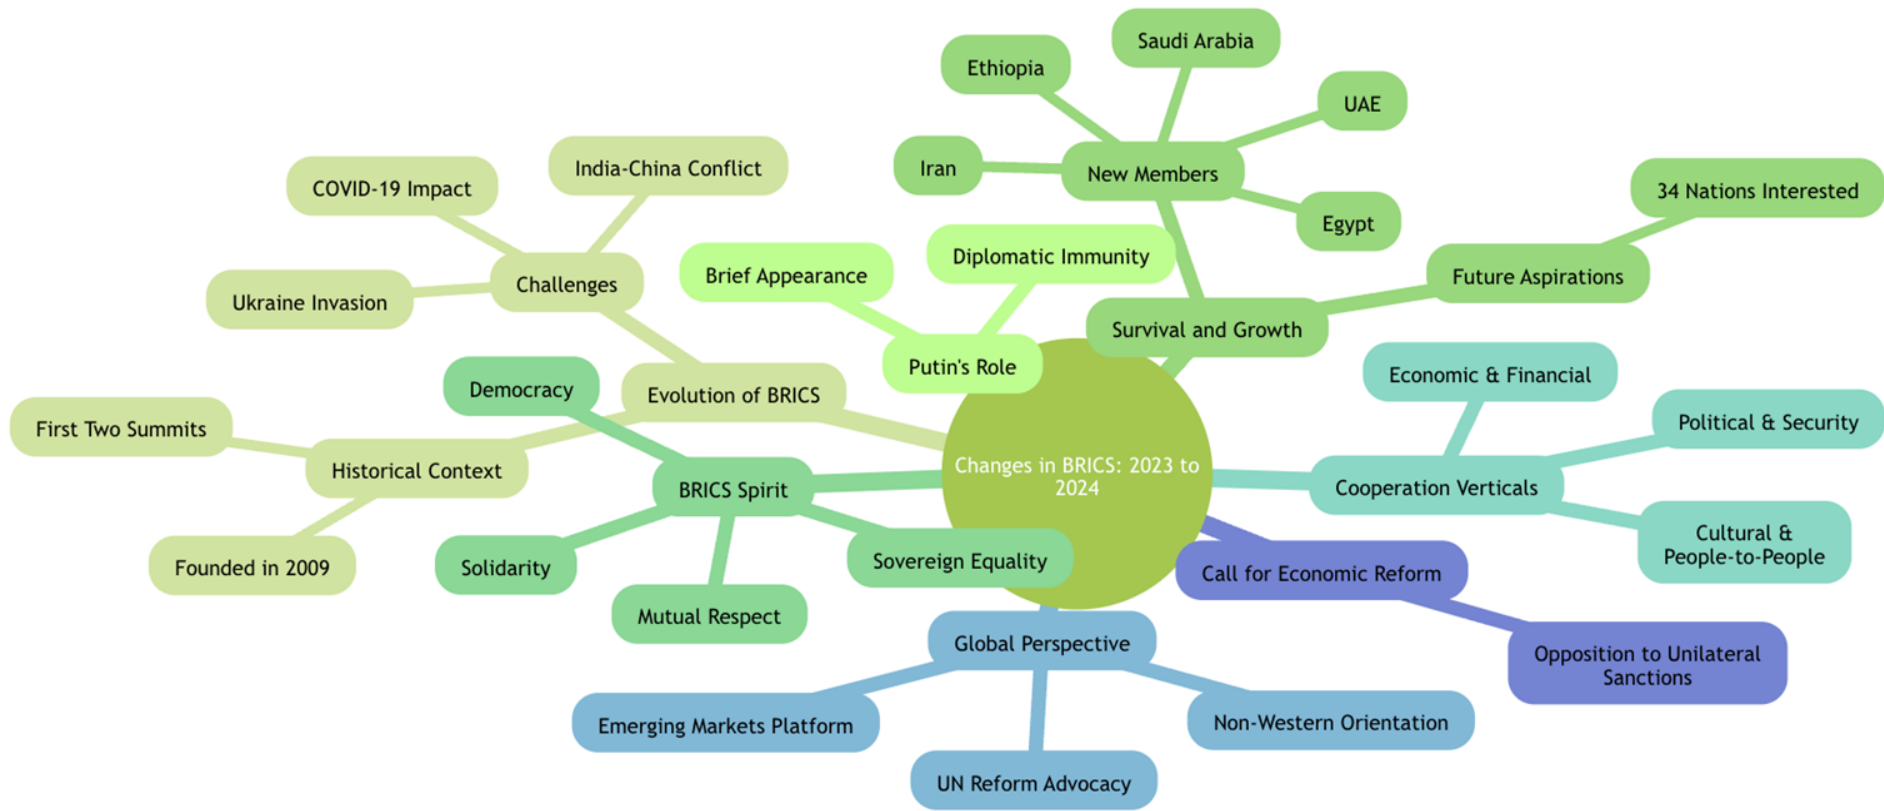 Changes in BRICS: 2023 to
2024
Evolution of BRICS
Challenges
COVID-19 Impact
India-China Conflict
Ukraine Invasion
Historical Context
First Two Summits
Founded in 2009
BRICS Spirit
Democracy
Solidarity
Mutual Respect
Sovereign Equality
Putin's Role
Brief Appearance
Diplomatic Immunity
Survival and Growth
New Members
Ethiopia
Saudi Arabia
UAE
Iran
Egypt
Future Aspirations
34 Nations Interested
Cooperation Verticals
Economic & Financial
Political & Security
Cultural &
People-to-People
Call for Economic Reform
Opposition to Unilateral
Sanctions
Global Perspective
Emerging Markets Platform
UN Reform Advocacy
Non-Western Orientation